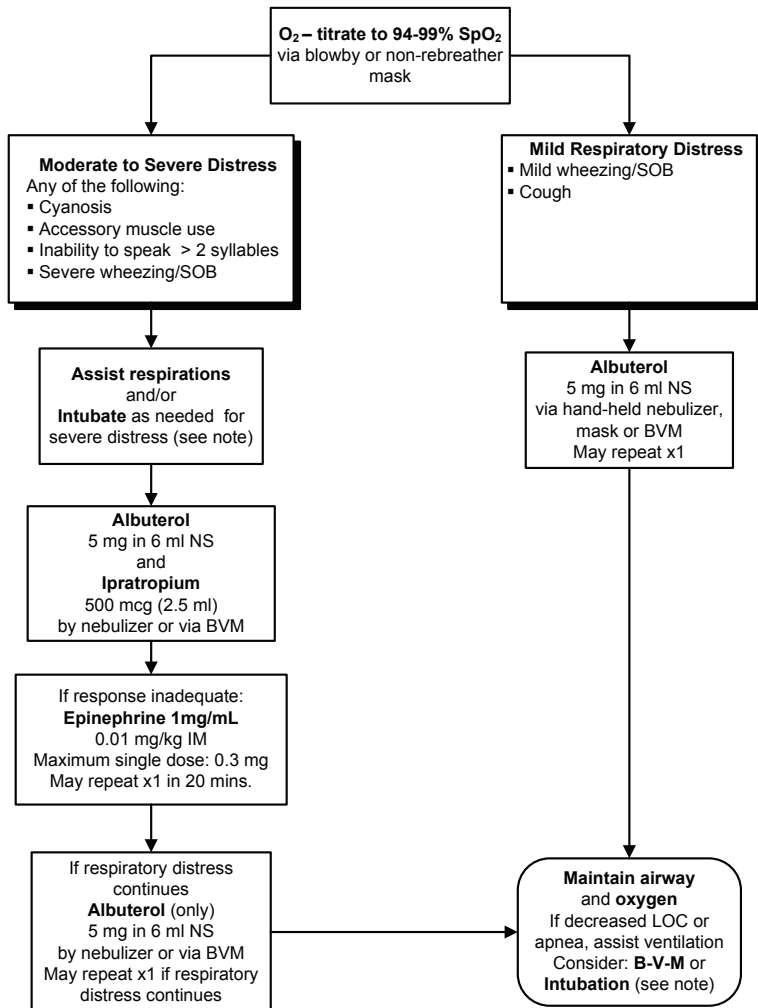 O₂ – titrate to 94-99% SpO₂
via blowby or non-rebreather
mask
Moderate to Severe Distress
Any of the following:
▪ Cyanosis
▪ Accessory muscle use
▪ Inability to speak > 2 syllables
▪ Severe wheezing/SOB
Mild Respiratory Distress
▪ Mild wheezing/SOB
▪ Cough
Assist respirations
and/or
Intubate as needed for
severe distress (see note)
Albuterol
5 mg in 6 ml NS
via hand-held nebulizer,
mask or BVM
May repeat x1
Albuterol
5 mg in 6 ml NS
and
Ipratropium
500 mcg (2.5 ml)
by nebulizer or via BVM
If response inadequate:
Epinephrine 1mg/mL
0.01 mg/kg IM
Maximum single dose: 0.3 mg
May repeat x1 in 20 mins.
If respiratory distress
continues
Albuterol (only)
5 mg in 6 ml NS
by nebulizer or via BVM
May repeat x1 if respiratory
distress continues
Maintain airway
and oxygen
If decreased LOC or
apnea, assist ventilation
Consider: B-V-M or
Intubation (see note)